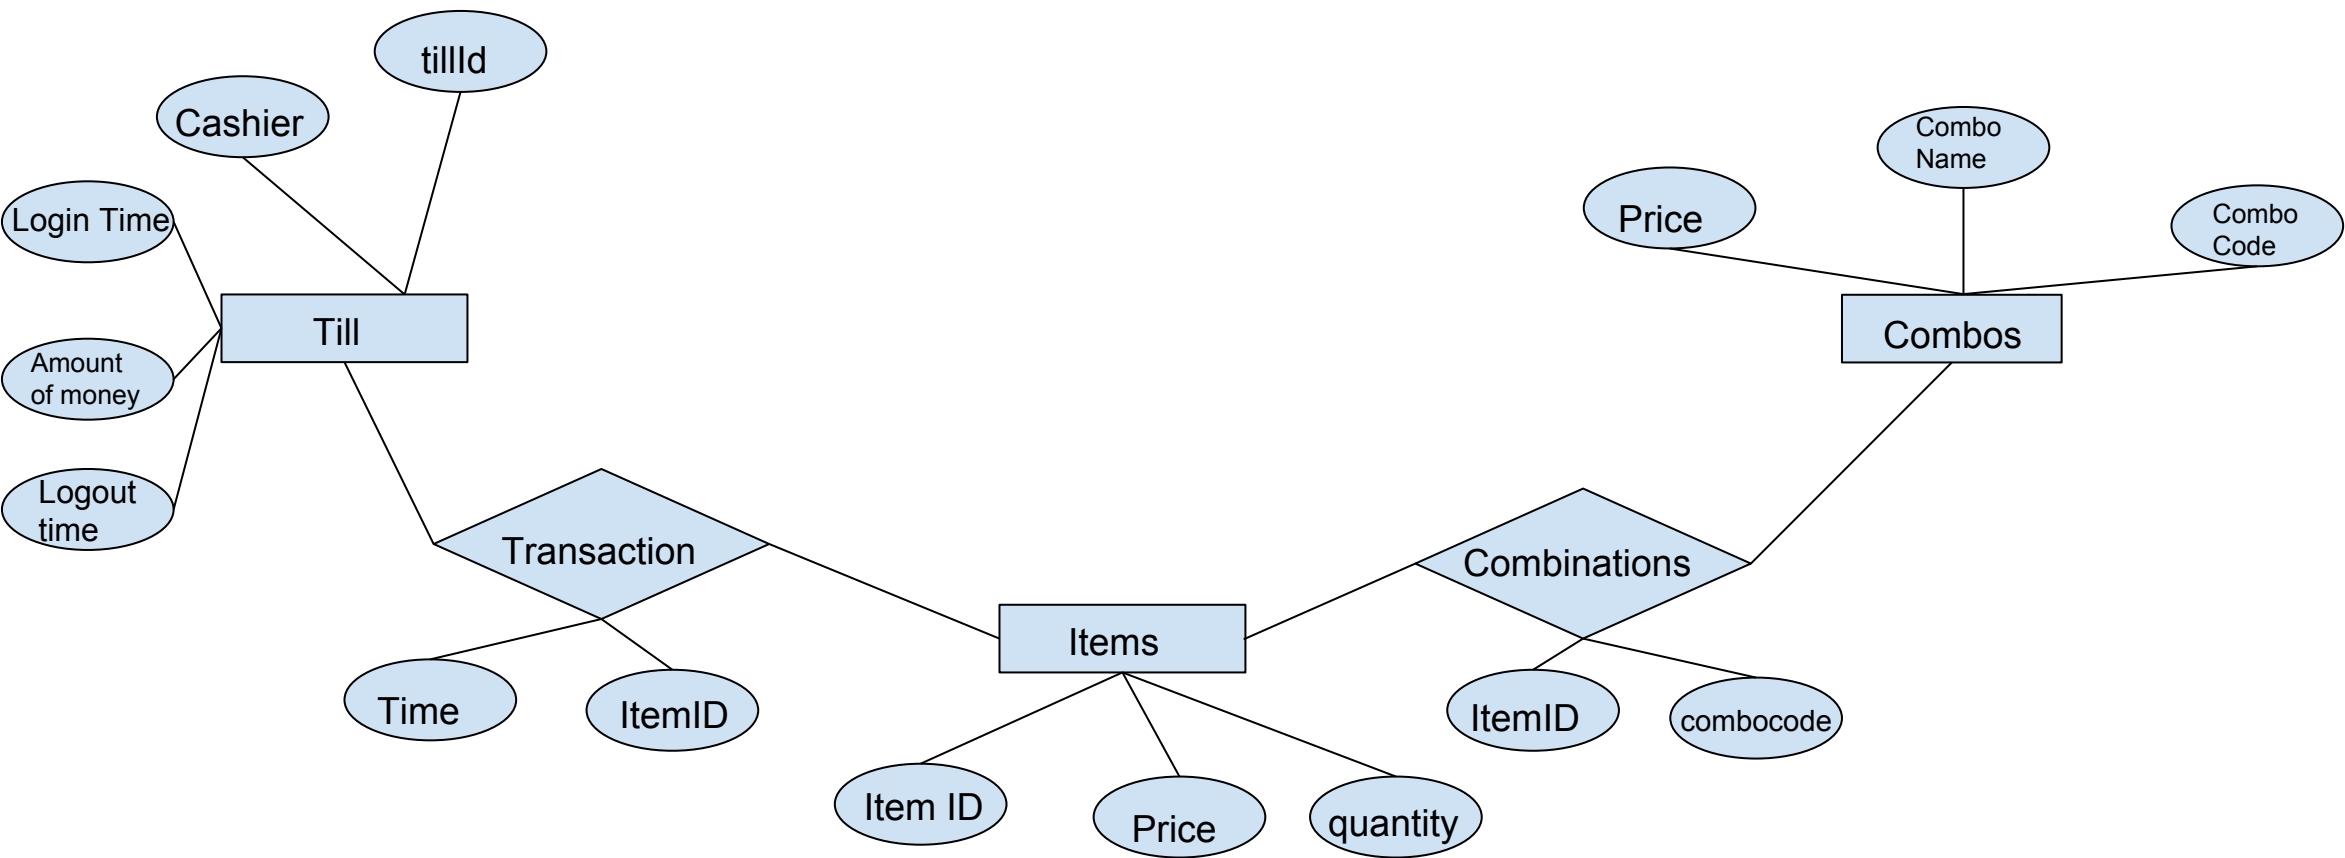 tillId
Cashier
Combo
Name
Login Time
Price
Combo
Code
Till
Combos
Amount
of money
Logout
time
Transaction
Combinations
Items
Time
ItemID
ItemID
combocode
Item ID
Price
quantity